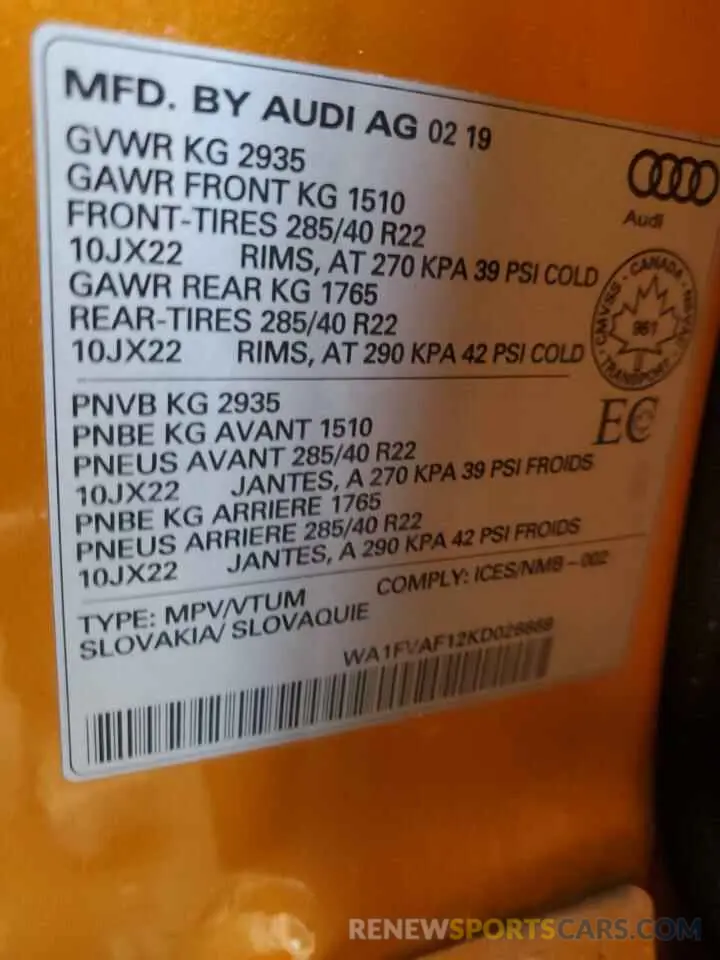 MFD. BY AUDI AG 02 19
GVWR KG 2935
GAWR FRONT KG 1510
FRONT-TIRES 285/40 R22
10JX22 RIMS, AT 270 KPA 39 PSI COLD
GAWR REAR KG 1765
REAR-TIRES 285/40 R22
10JX22 RIMS, AT 290 KPA 42 PSI COLD
Audi
CANADA
CMVSS · NSVAC
961
TRANSPORT
PNVB KG 2935
PNBE KG AVANT 1510
PNEUS AVANT 285/40 R22
10JX22 JANTES, A 270 KPA 39 PSI FROIDS
PNBE KG ARRIERE 1765
PNEUS ARRIERE 285/40 R22
10JX22 JANTES, A 290 KPA 42 PSI FROIDS
EC
TYPE: MPV/VTUM COMPLY: ICES/NMB-002
SLOVAKIA/ SLOVAQUIE
RENEWSPORTSCARS.COM